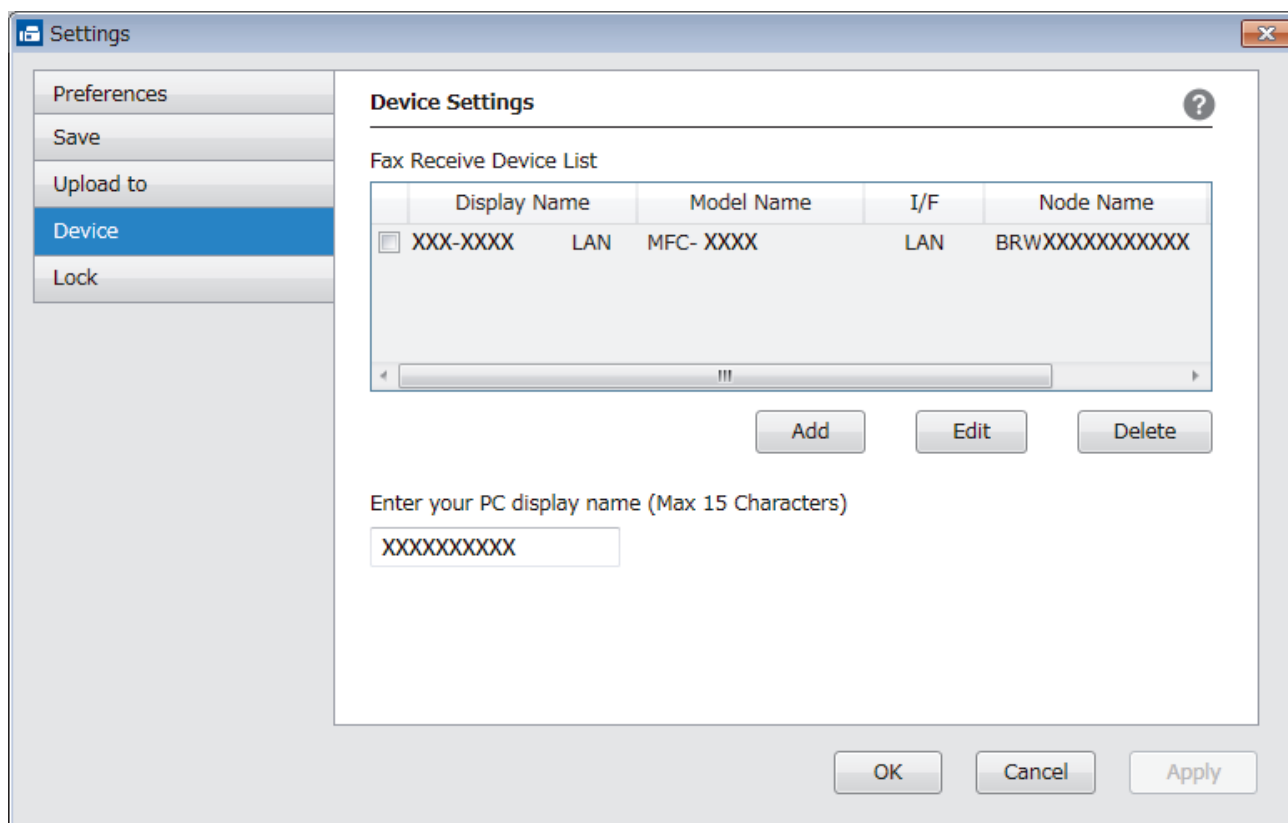 Settings
Preferences
Save
Upload to
Device
Lock
Device Settings
?
Fax Receive Device List
Display Name Model Name I/F Node Name
XXX-XXXX LAN MFC- XXXX LAN BRWXXXXXXXXXXX
Add Edit Delete
Enter your PC display name (Max 15 Characters)
XXXXXXXXXX
OK Cancel Apply